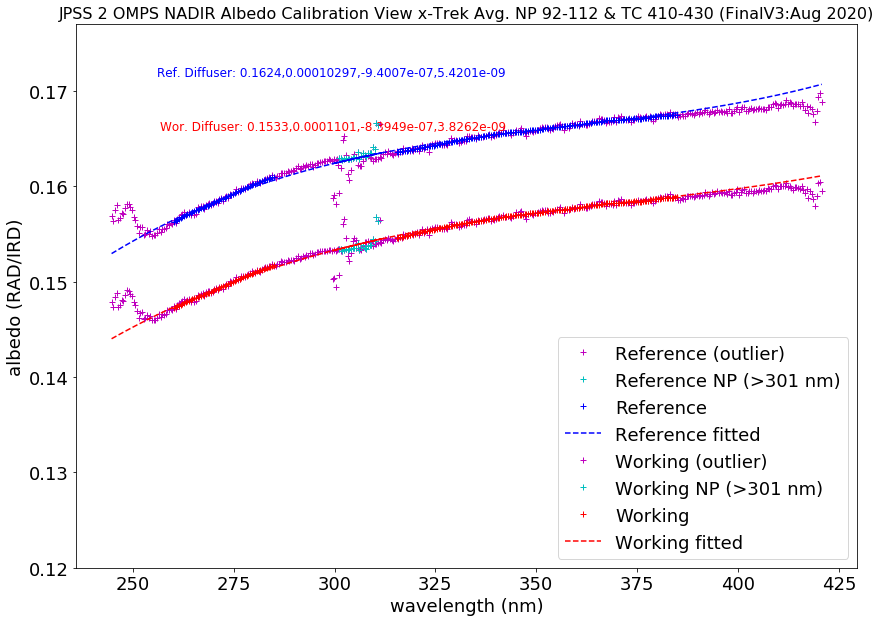 JPSS 2 OMPS NADIR Albedo Calibration View x-Trek Avg. NP 92-112 & TC 410-430 (FinalV3:Aug 2020)
Ref. Diffuser: 0.1624,0.00010297,-9.4007e-07,5.4201e-09
Wor. Diffuser: 0.1533,0.0001101,-8.5949e-07,3.8262e-09
albedo (RAD/IRD)
0.17
0.16
0.15
0.14
0.13
0.12
Reference (outlier)
Reference NP (>301 nm)
Reference
Reference fitted
Working (outlier)
Working NP (>301 nm)
Working
Working fitted
250 275 300 325 350 375 400 425
wavelength (nm)